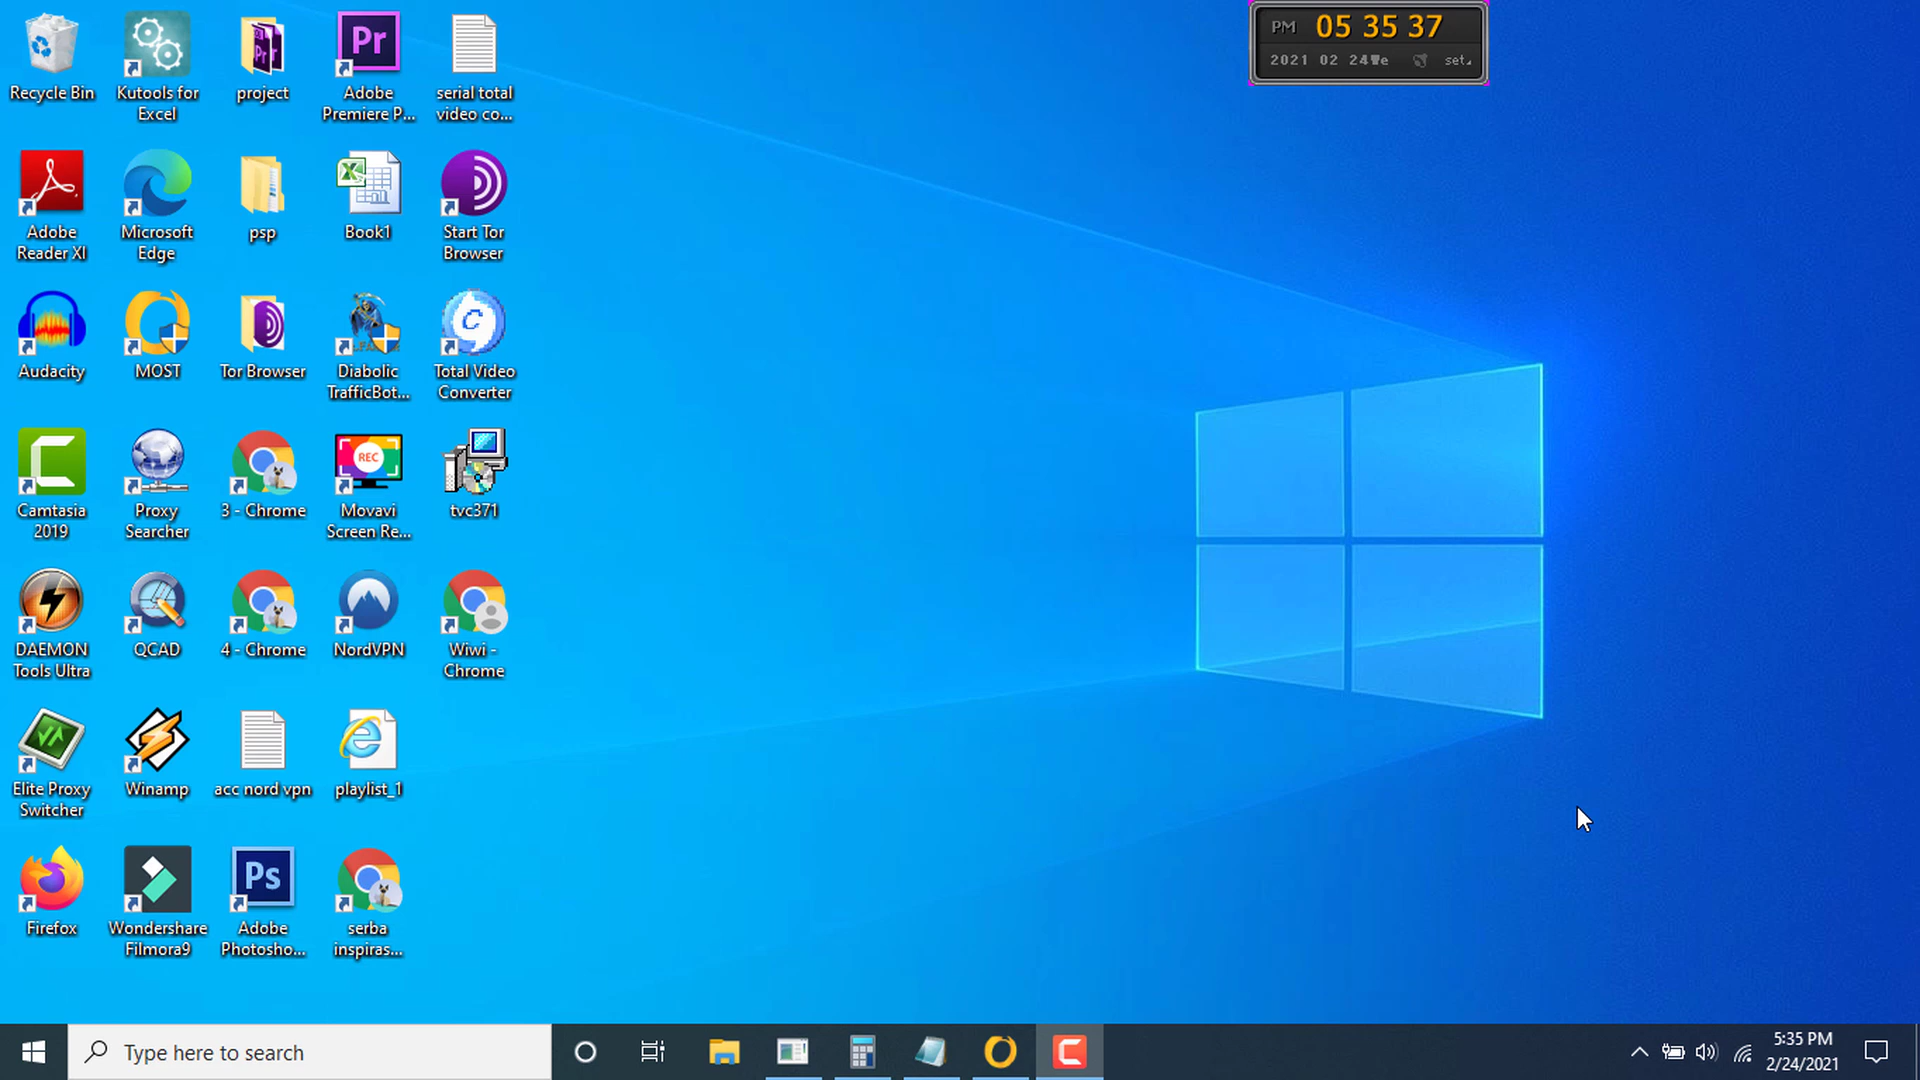 PM 05 35 37
2021 02 24We set
Recycle Bin
Kutools for
Excel
project
Adobe
Premiere P...
serial total
video co...
Adobe
Reader XI
Microsoft
Edge
psp
Book1
Start Tor
Browser
Audacity
MOST
Tor Browser
Diabolic
TrafficBot...
Total Video
Converter
Camtasia
2019
Proxy
Searcher
3 - Chrome
REC
Movavi
Screen Re...
tvc371
DAEMON
Tools Ultra
QCAD
4 - Chrome
NordVPN
Wiwi -
Chrome
Elite Proxy
Switcher
Winamp
acc nord vpn
playlist_1
Firefox
Wondershare
Filmora9
Ps
Adobe
Photosho...
serba
inspiras...
Pr
Type here to search
5:35 PM
2/24/2021